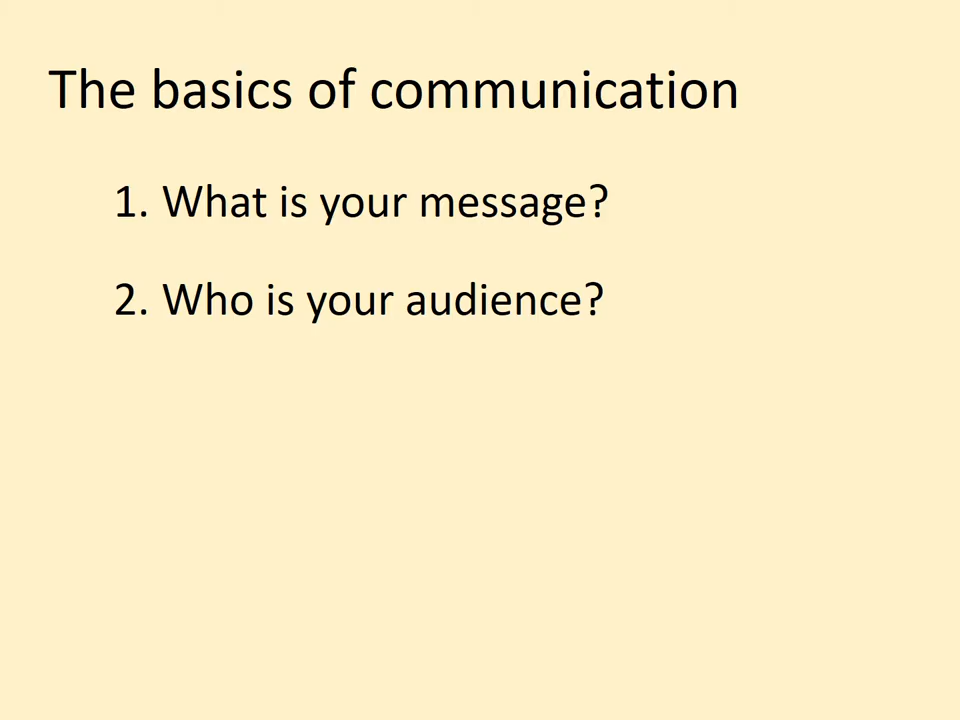 The basics of communication
1. What is your message?
2. Who is your audience?